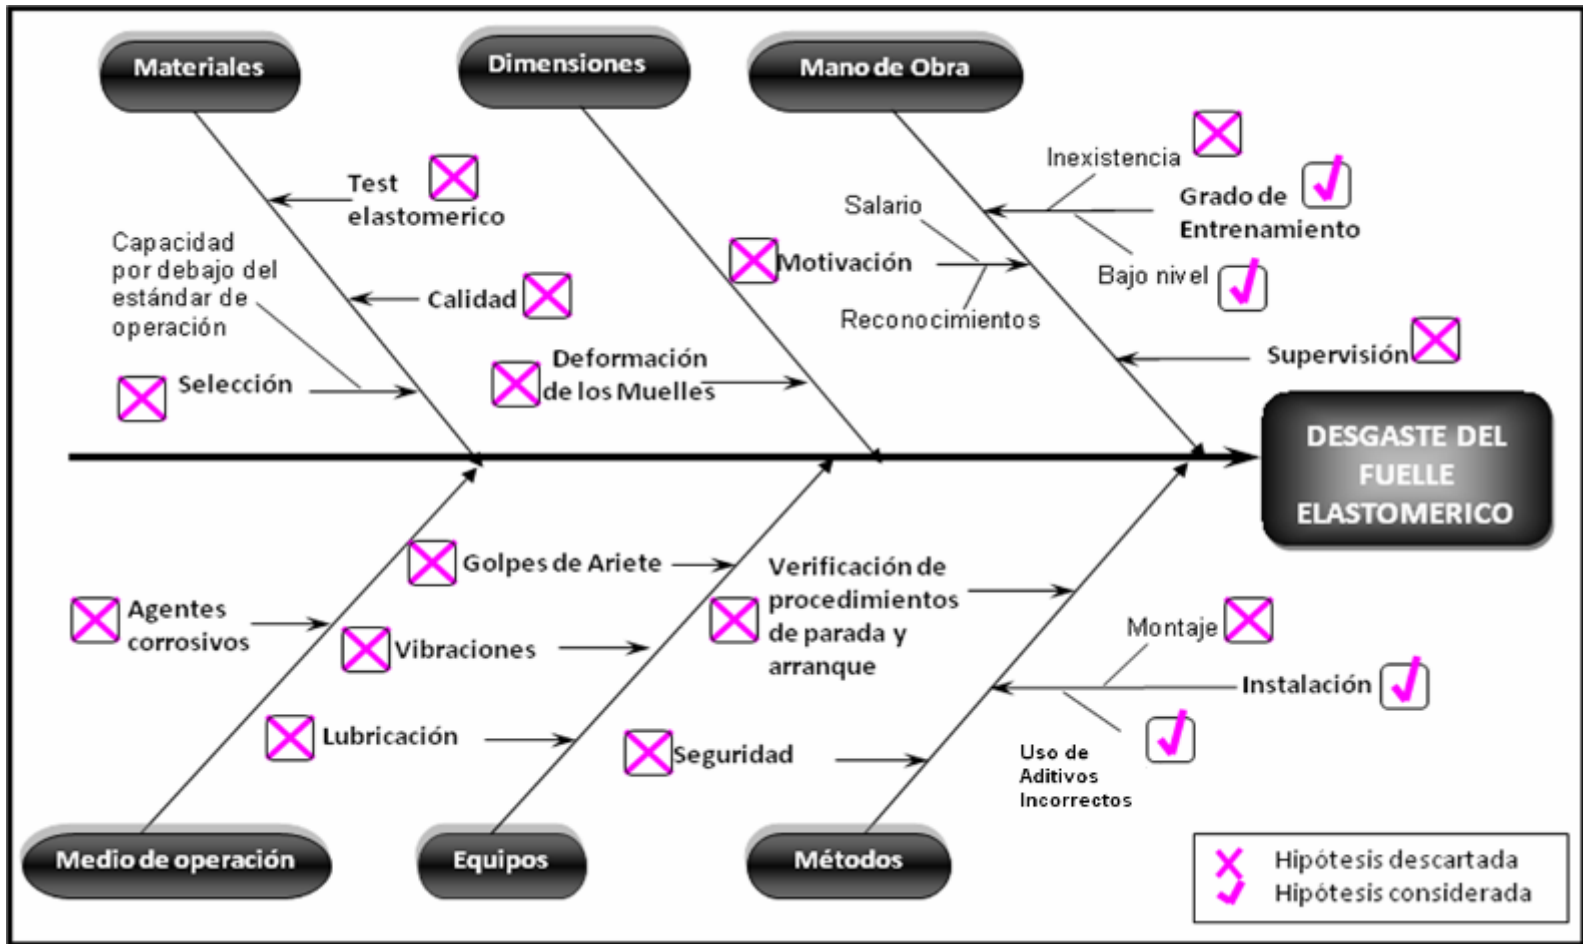 Materiales
Dimensiones
Mano de Obra
Test
elastomerico
Capacidad
por debajo del
estándar de
operación
Calidad
Selección
Deformación
de los Muelles
Inexistencia
Grado de
Entrenamiento
Salario
Motivación
Bajo nivel
Reconocimientos
Supervisión
DESGASTE DEL
FUELLE
ELASTOMERICO
Golpes de Ariete
Agentes
corrosivos
Vibraciones
Lubricación
Verificación de
procedimientos
de parada y
arranque
Seguridad
Montaje
Instalación
Uso de
Aditivos
Incorrectos
Medio de operación
Equipos
Métodos
Hipótesis descartada
Hipótesis considerada